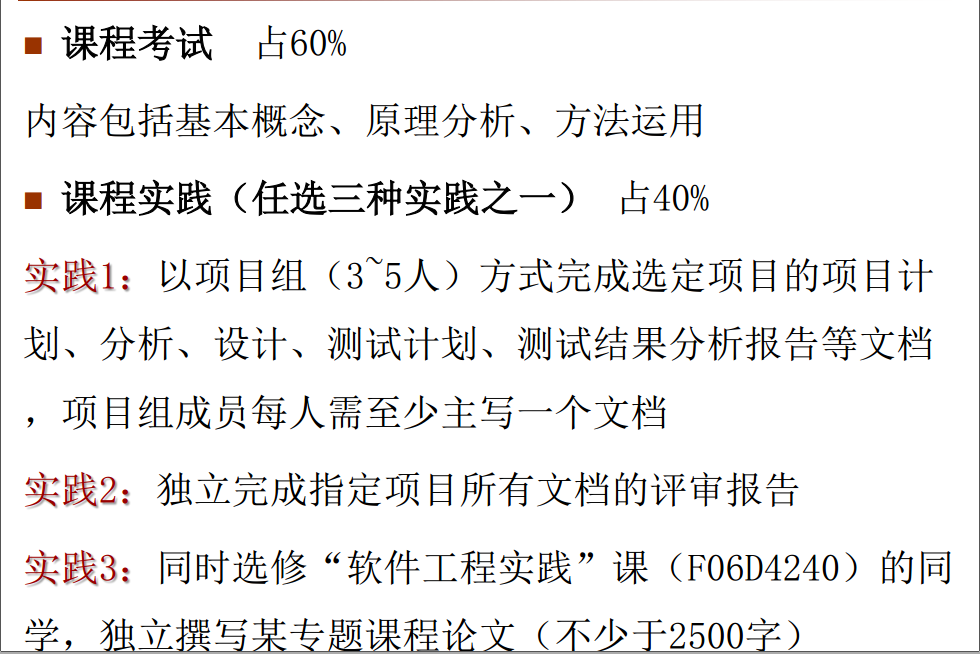 ■ 课程考试 占60%
内容包括基本概念、原理分析、方法运用
■ 课程实践（任选三种实践之一） 占40%
实践1：以项目组（3~5人）方式完成选定项目的项目计
划、分析、设计、测试计划、测试结果分析报告等文档
，项目组成员每人需至少主写一个文档
实践2：独立完成指定项目所有文档的评审报告
实践3：同时选修“软件工程实践”课（F06D4240）的同
学，独立撰写某专题课程论文（不少于2500字）